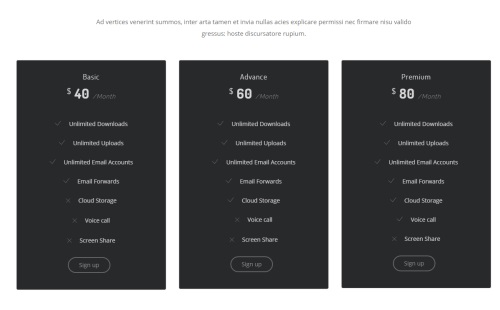 Ad vertices venerint summos, inter arta tamen et invia nullas acies explicare permissi nec firmare nisu valido
gressus: hoste discursatore rupium.
Basic
$ 40 /Month
Unlimited Downloads
Unlimited Uploads
Unlimited Email Accounts
Email Forwards
Cloud Storage
Voice call
Screen Share
Sign up
Advance
$ 60 /Month
Unlimited Downloads
Unlimited Uploads
Unlimited Email Accounts
Email Forwards
Cloud Storage
Voice call
Screen Share
Sign up
Premium
$ 80 /Month
Unlimited Downloads
Unlimited Uploads
Unlimited Email Accounts
Email Forwards
Cloud Storage
Voice call
Screen Share
Sign up